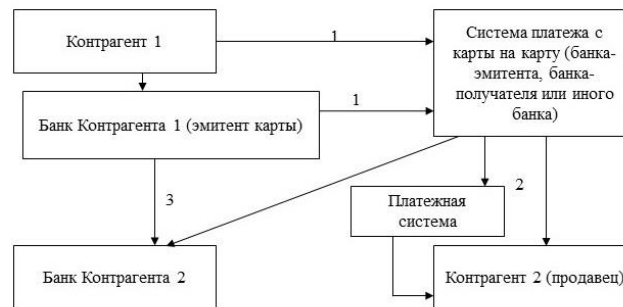 Контрагент 1
1
Система платежа с
карты на карту (банка-
эмитента, банка-
получателя или иного
банка)
Банк Контрагента 1 (эмитент карты)
1
3
2
Платежная
система
Банк Контрагента 2
Контрагент 2 (продавец)